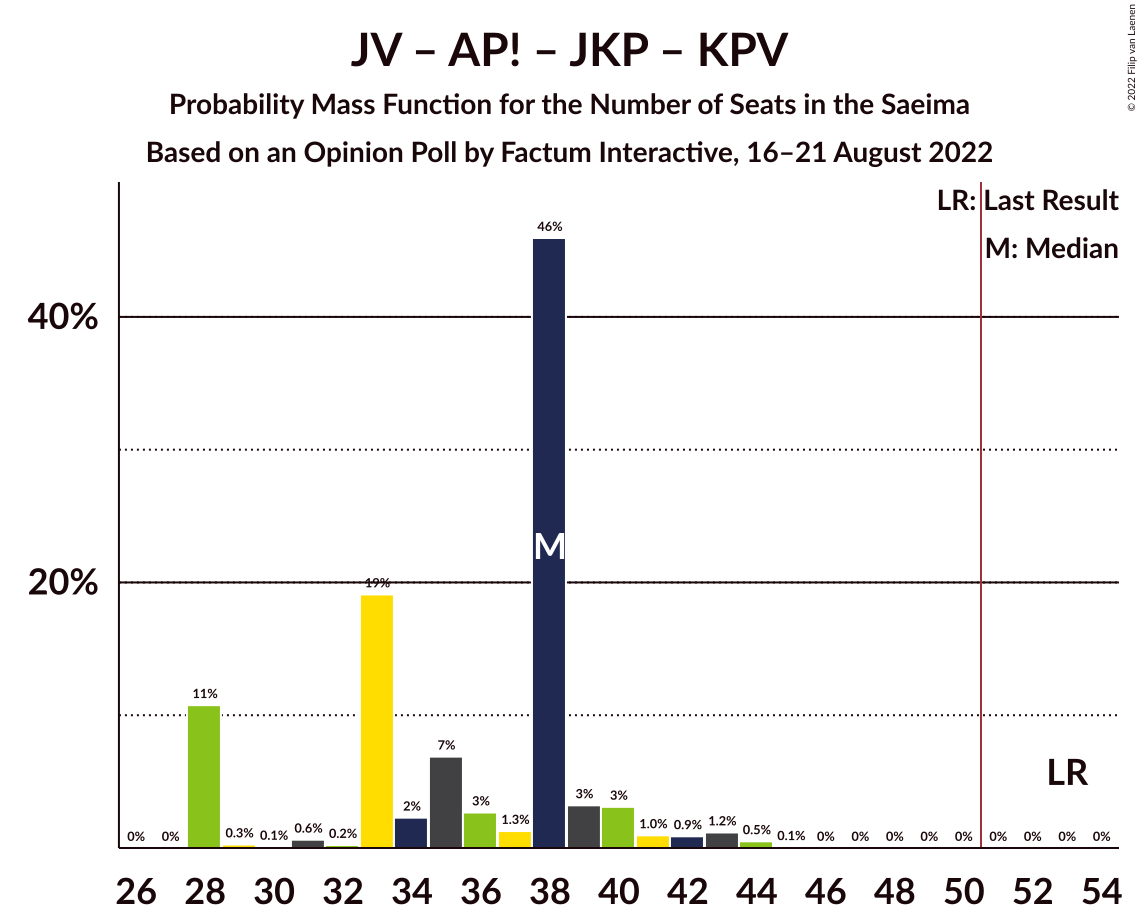 © 2022 Filip van Laenen
JV – AP! – JKP – KPV
Probability Mass Function for the Number of Seats in the Saeima
Based on an Opinion Poll by Factum Interactive, 16–21 August 2022
LR: Last Result
M: Median
40%
20%
0% 0% 11% 0.3% 0.1% 0.6% 0.2% 19% 2% 7% 3% 1.3% 46% 3% 3% 1.0% 0.9% 1.2% 0.5% 0.1% 0% 0% 0% 0% 0% 0% 0% 0% 0%
M
LR
26 28 30 32 34 36 38 40 42 44 46 48 50 52 54